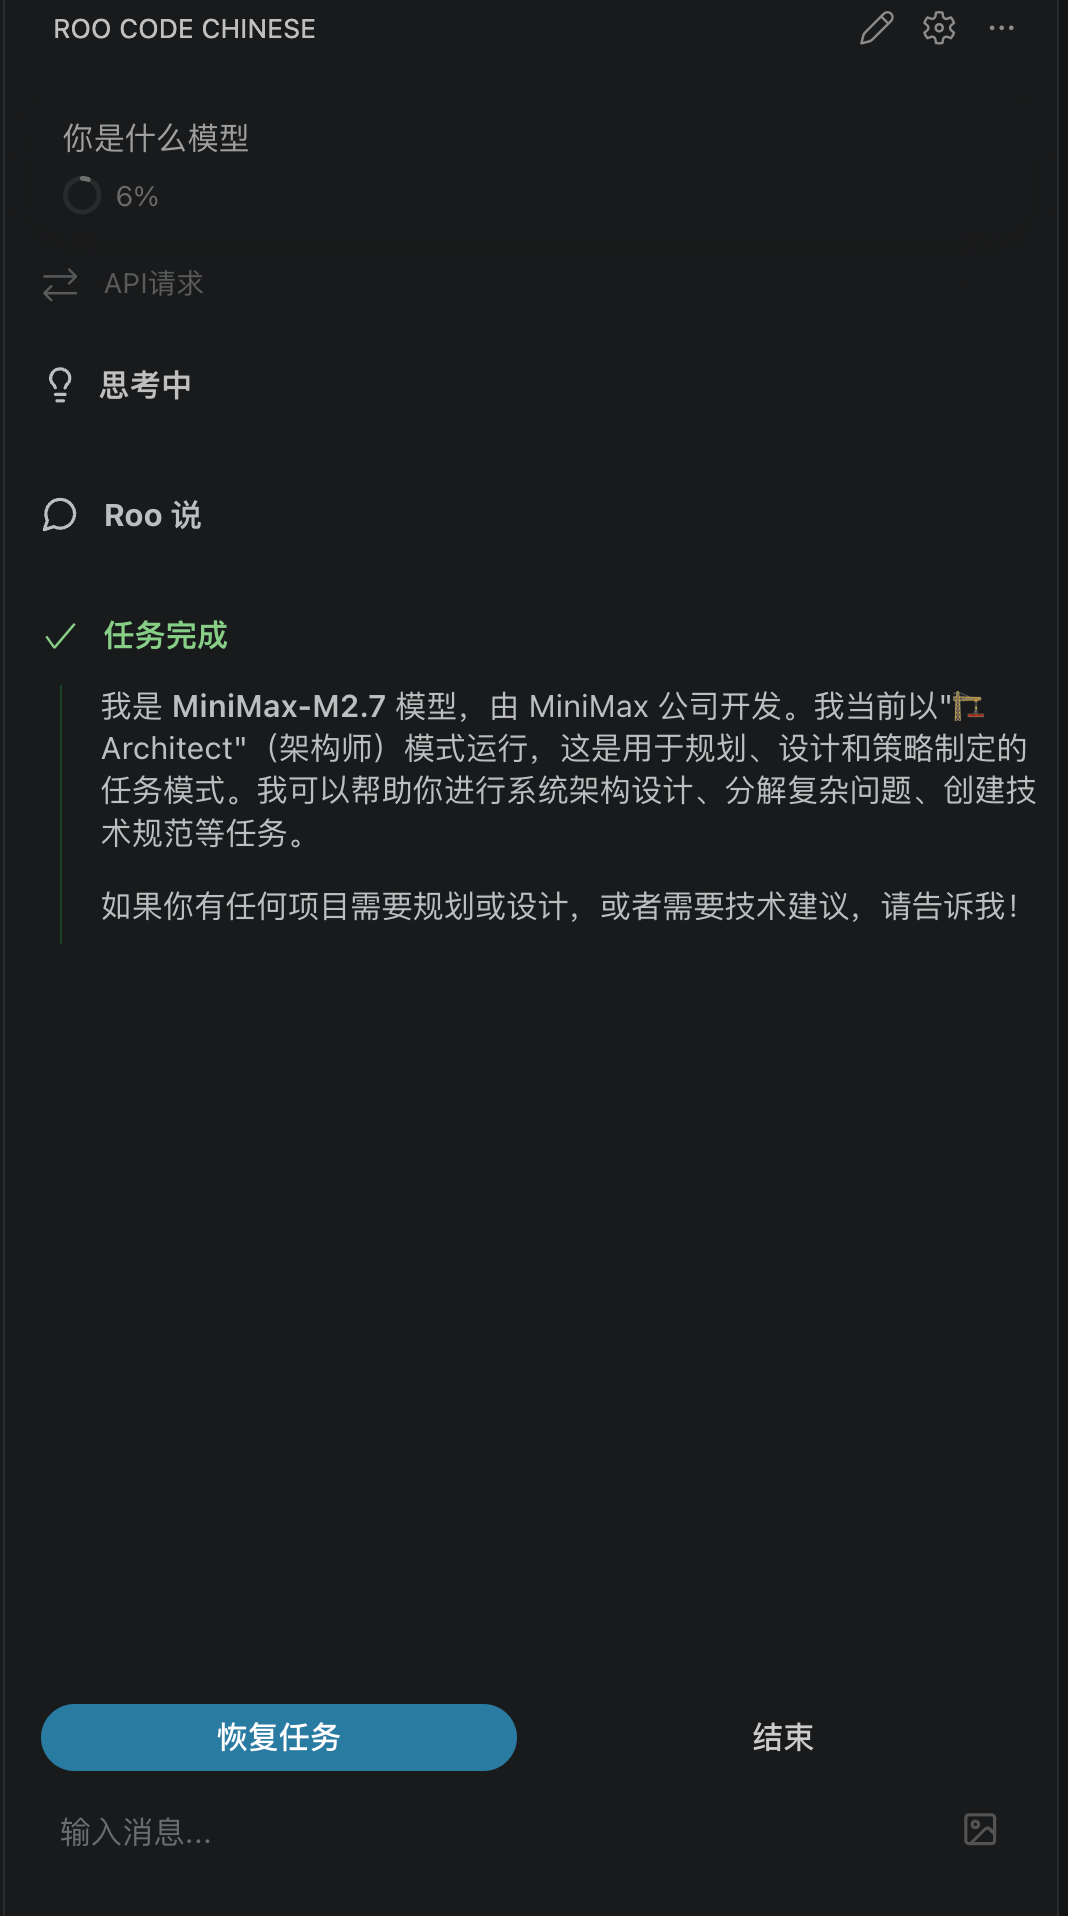 ROO CODE CHINESE
你是什么模型
6%
API请求
思考中
Roo 说
任务完成
我是 MiniMax-M2.7 模型，由 MiniMax 公司开发。我当前以"🏗️
Architect"（架构师）模式运行，这是用于规划、设计和策略制定的
任务模式。我可以帮助你进行系统架构设计、分解复杂问题、创建技
术规范等任务。
如果你有任何项目需要规划或设计，或者需要技术建议，请告诉我！
恢复任务
结束
输入消息...